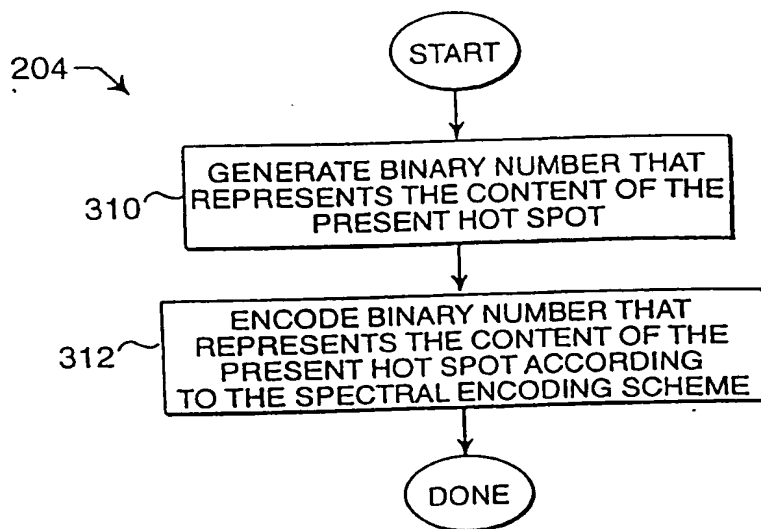 START
204
GENERATE BINARY NUMBER THAT
REPRESENTS THE CONTENT OF THE
PRESENT HOT SPOT
310
ENCODE BINARY NUMBER THAT
REPRESENTS THE CONTENT OF THE
PRESENT HOT SPOT ACCORDING
TO THE SPECTRAL ENCODING SCHEME
312
DONE